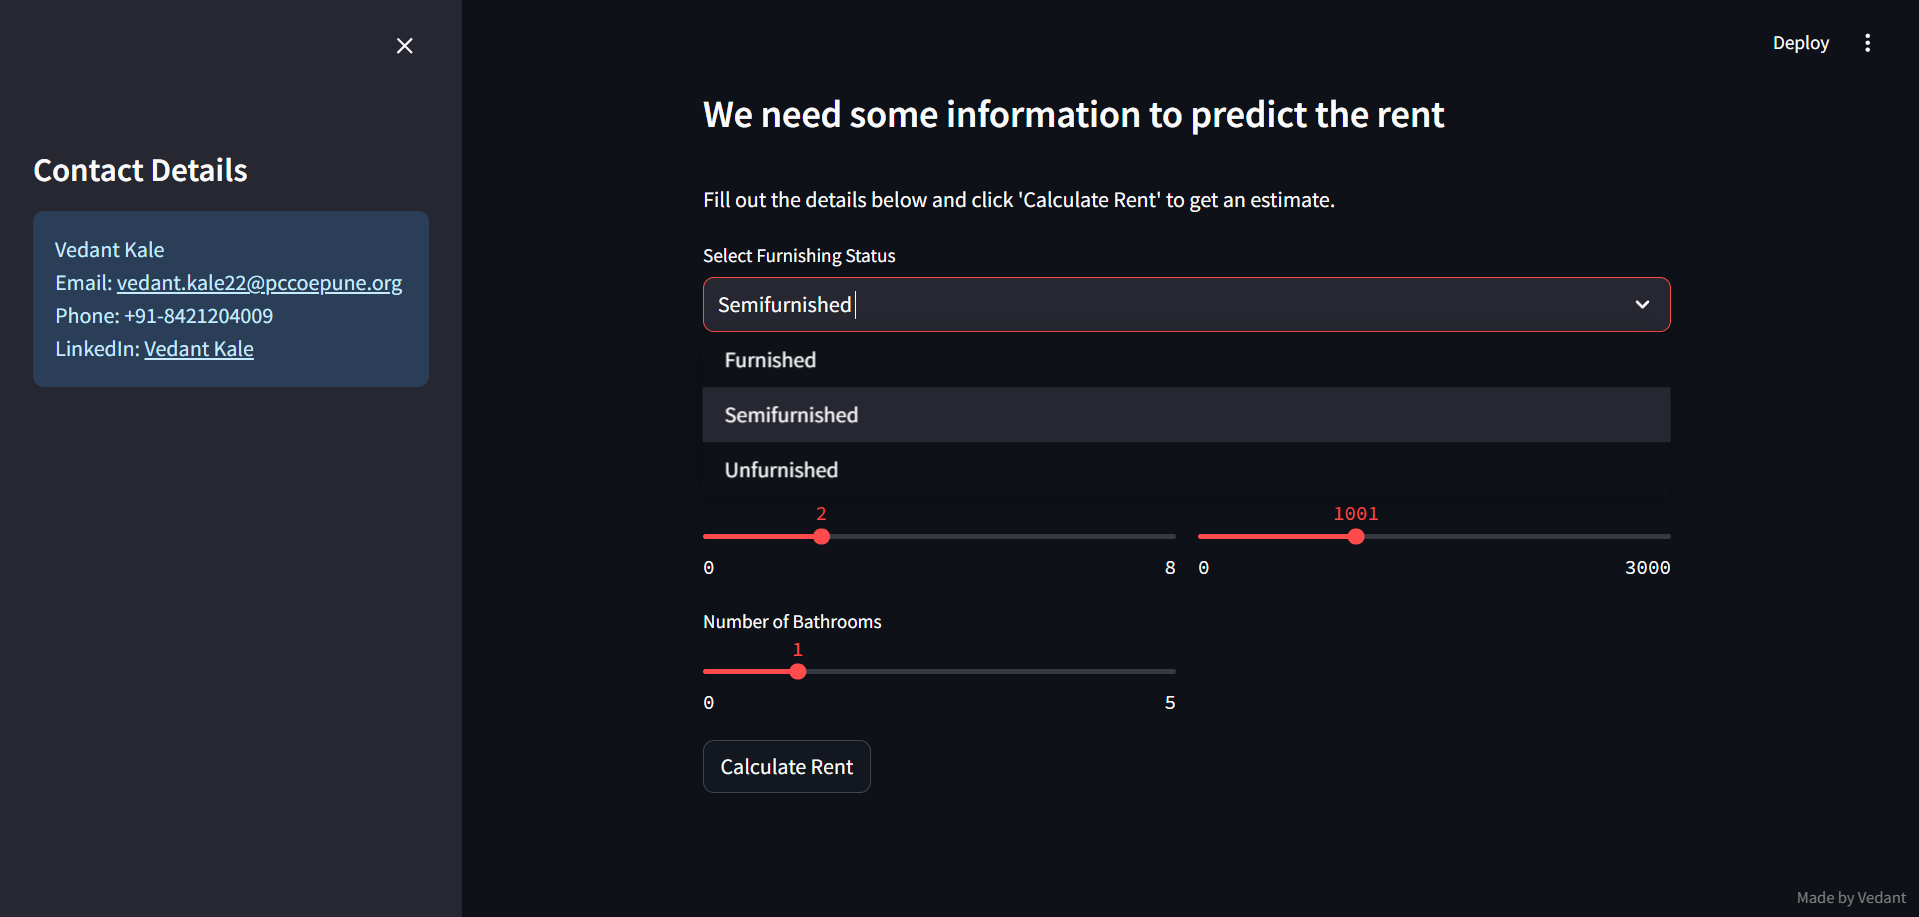 Deploy
Contact Details
Vedant Kale
Email: vedant.kale22@pccoepune.org
Phone: +91-8421204009
LinkedIn: Vedant Kale
We need some information to predict the rent
Fill out the details below and click 'Calculate Rent' to get an estimate.
Select Furnishing Status
Semifurnished
Furnished
Semifurnished
Unfurnished
2
0 8
1001
0 3000
Number of Bathrooms
1
0 5
Calculate Rent
Made by Vedant